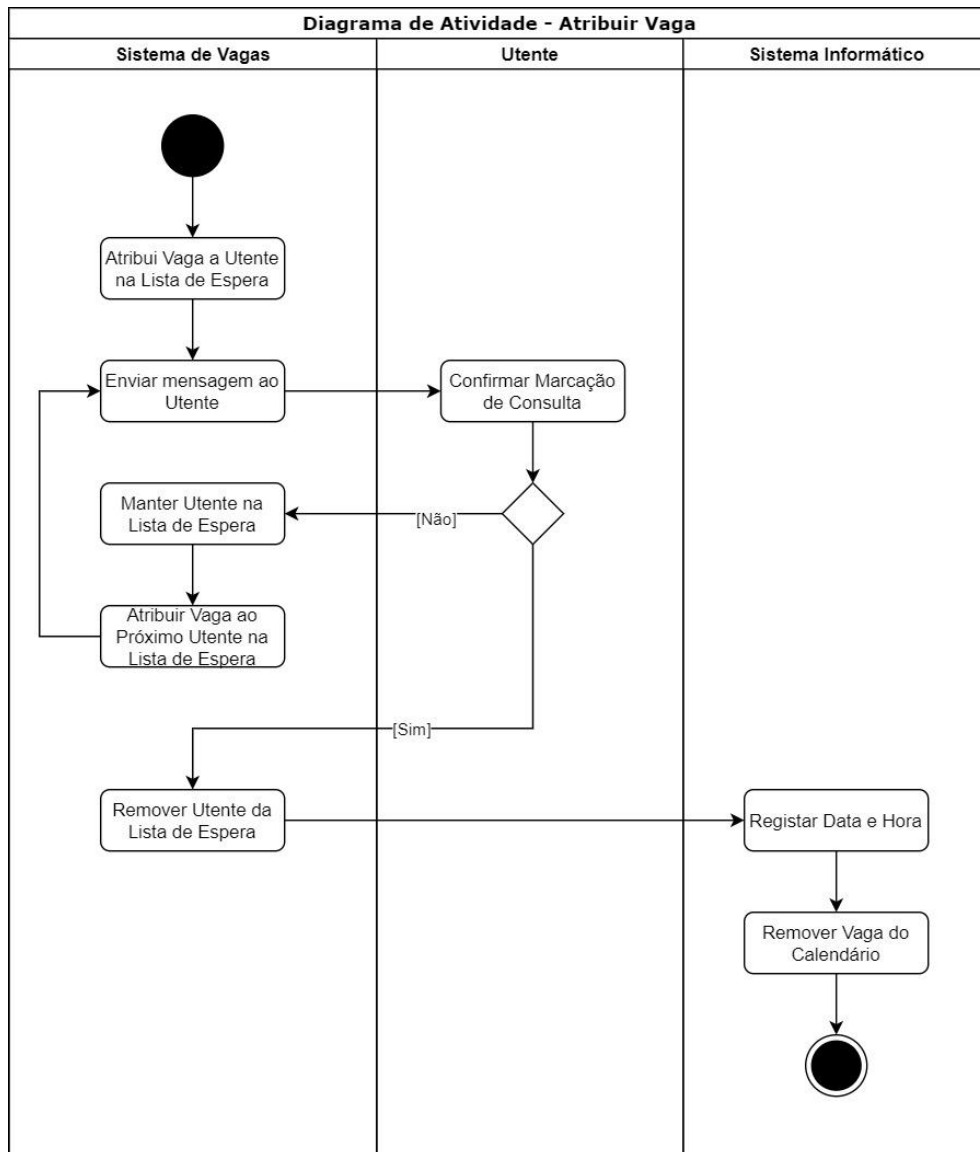 Diagrama de Atividade - Atribuir Vaga
Sistema de Vagas
Utente
Sistema Informático
Atribui Vaga a Utente
na Lista de Espera
Enviar mensagem ao
Utente
Confirmar Marcação
de Consulta
Manter Utente na
Lista de Espera
[Não]
Atribuir Vaga ao
Próximo Utente na
Lista de Espera
[Sim]
Remover Utente da
Lista de Espera
Registar Data e Hora
Remover Vaga do
Calendário